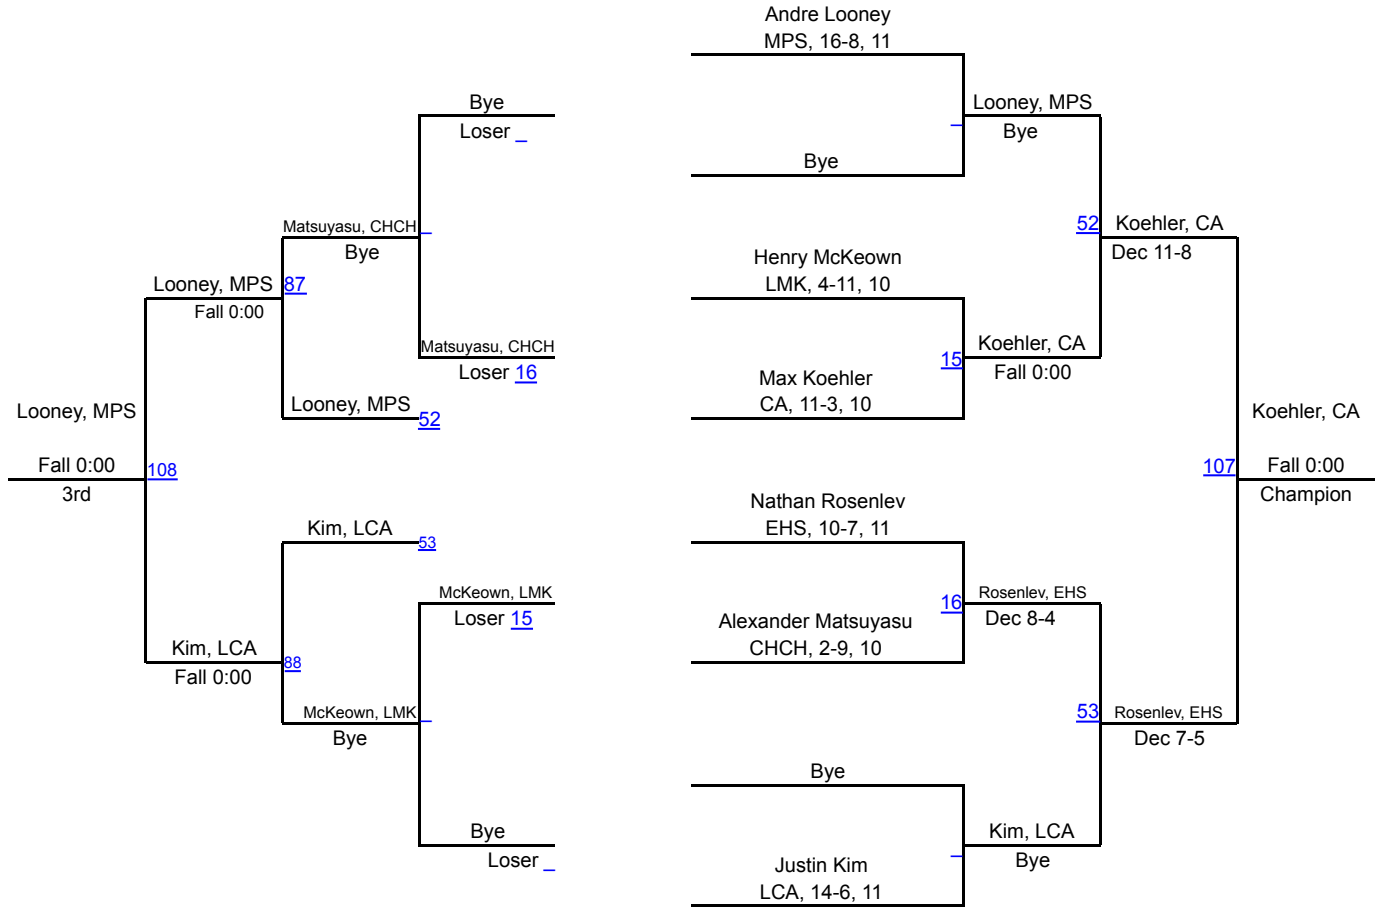 Andre Looney
MPS, 16-8, 11
Bye
Looney, MPS
Loser _
_
Bye
Bye
Matsuyasu, CHCH
_
52
Koehler, CA
Bye
Dec 11-8
Henry McKeown
Looney, MPS
87
LMK, 4-11, 10
Fall 0:00
Matsuyasu, CHCH
Koehler, CA
15
Loser 16
Fall 0:00
Max Koehler
Looney, MPS
CA, 11-3, 10
52
Looney, MPS
Koehler, CA
Fall 0:00
108
107
Fall 0:00
3rd
Champion
Nathan Rosenlev
Kim, LCA
EHS, 10-7, 11
53
McKeown, LMK
16
Rosenlev, EHS
Loser 15
Dec 8-4
Alexander Matsuyasu
Kim, LCA
CHCH, 2-9, 10
88
Fall 0:00
McKeown, LMK
_
53
Rosenlev, EHS
Bye
Dec 7-5
Bye
Bye
Kim, LCA
Loser _
_
Bye
Justin Kim
LCA, 14-6, 11